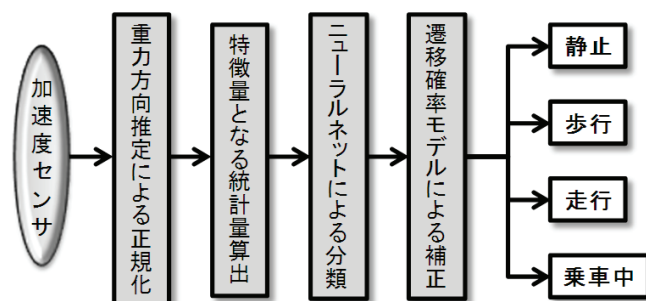 加速度センサ
重力方向推定による正規化
特徴量となる統計量算出
ニューラルネットによる分類
遷移確率モデルによる補正
静止
歩行
走行
乗車中